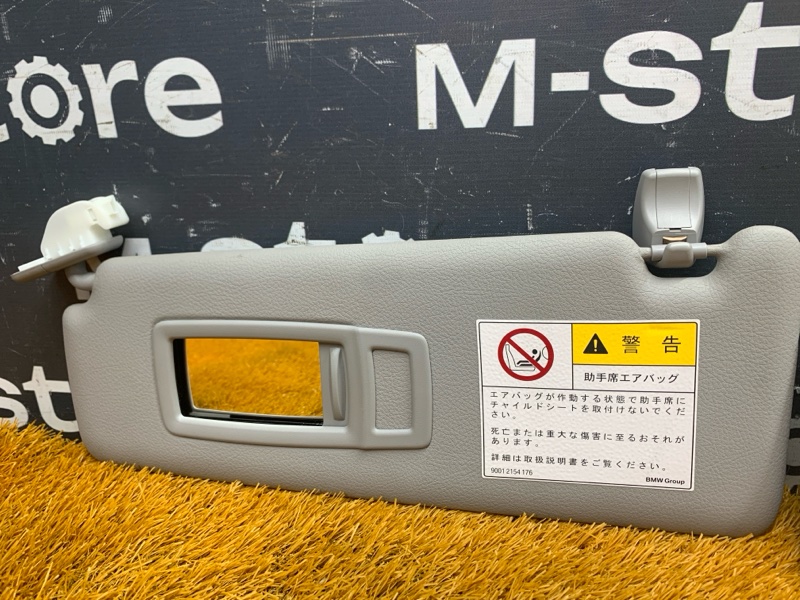 tore
M-st
st
警告
助手席エアバッグ
エアバッグが作動する状態で助手席に
チャイルドシートを取付けないでくだ
さい。
死亡または重大な傷害に至るおそれが
あります。
詳細は取扱説明書をご覧ください。
9001 2154 176
BMW Group